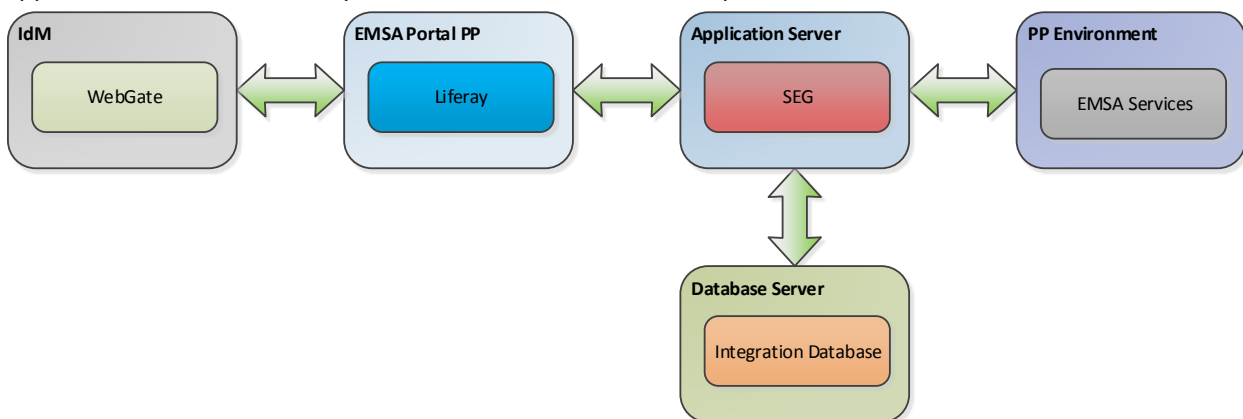 IdM
EMSA Portal PP
Application Server
PP Environment
WebGate
Liferay
SEG
EMSA Services
Database Server
Integration Database